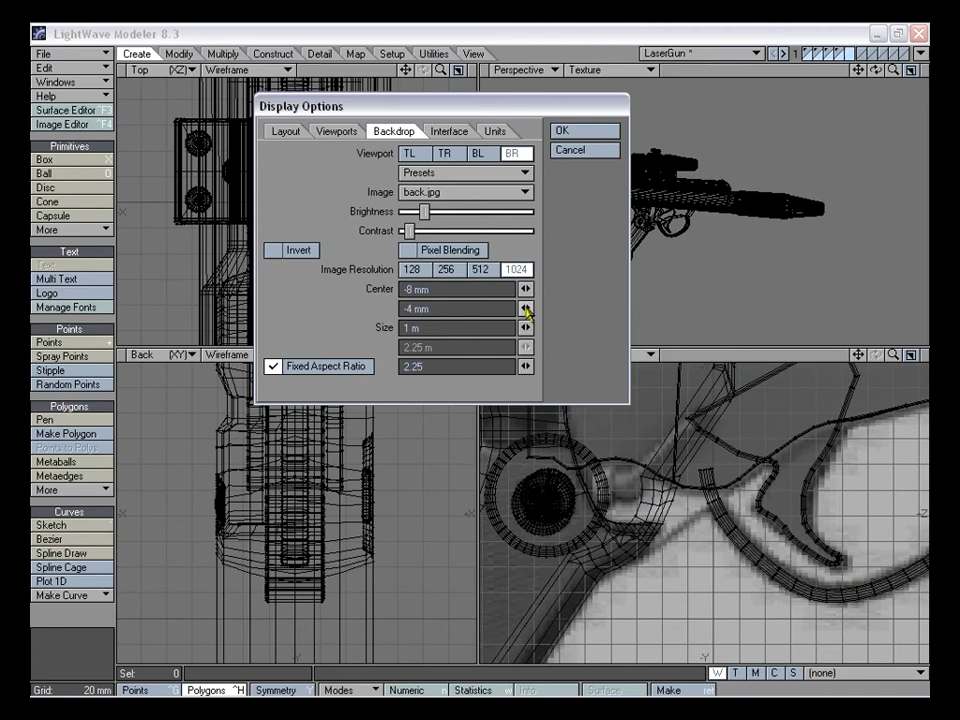 LightWave Modeler 8.3
File
Create Modify Multiply Construct Detail Map Setup Utilities View
LaserGun *
1
Edit
Top (XZ) Wireframe
Perspective Texture
Windows
Help
Surface Editor F3
Image Editor ^F4
Primitives
Box X
Ball O
Disc
Cone
Capsule
More
Text
Text
Multi Text
Logo
Manage Fonts
Points
Points +
Spray Points
Stipple
Random Points
Polygons
Pen
Make Polygon
Points to Polys
Metaballs
Metaedges
More
Curves
Sketch
Bezier
Spline Draw
Spline Cage
Plot 1D
Make Curve
Display Options
Layout Viewports Backdrop Interface Units
OK
Cancel
Viewport TL TR BL BR
Presets
Image back.jpg
Brightness
Contrast
Invert Pixel Blending
Image Resolution 128 256 512 1024
Center -8 mm
-4 mm
Size 1 m
2.25 m
Fixed Aspect Ratio 2.25
Back (XY) Wireframe
X
X
Z
Y
Y
Sel: 0
W T M C S (none)
Grid: 20 mm
Points ^G Polygons ^H Symmetry Y Modes Numeric n Statistics w Info Surface Make ret